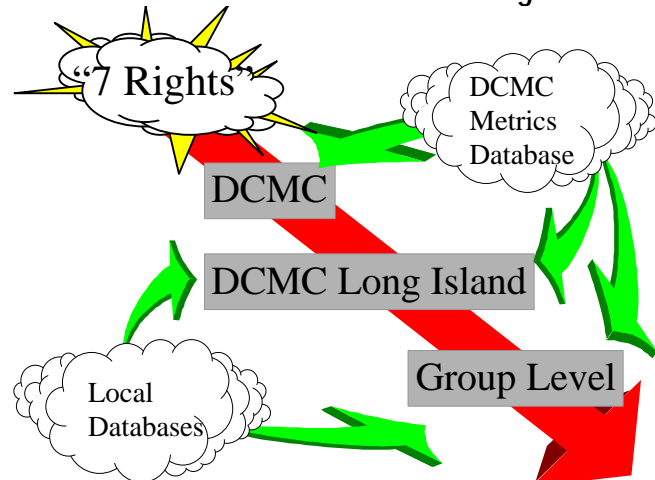 “7 Rights”
DCMC
Metrics
Database
DCMC
DCMC Long Island
Group Level
Local
Databases